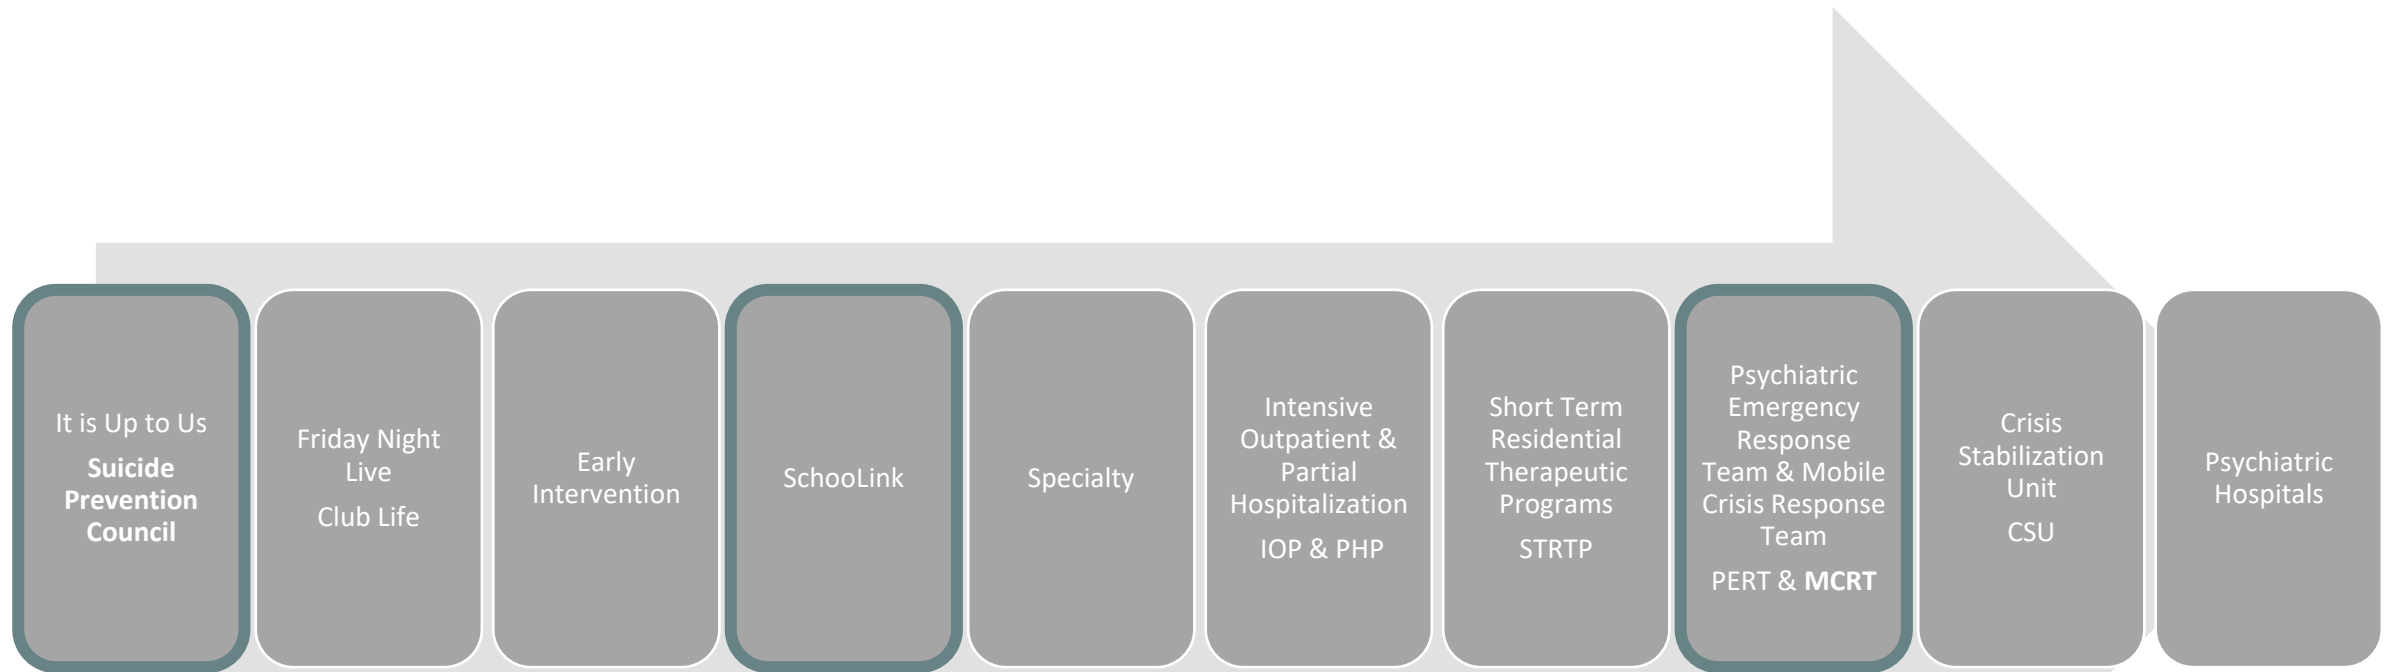 It is Up to Us
Suicide
Prevention
Council
Friday Night
Live
Club Life
Early
Intervention
SchooLink
Specialty
Intensive
Outpatient &
Partial
Hospitalization
IOP & PHP
Short Term
Residential
Therapeutic
Programs
STRTP
Psychiatric
Emergency
Response
Team & Mobile
Crisis Response
Team
PERT & MCRT
Crisis
Stabilization
Unit
CSU
Psychiatric
Hospitals